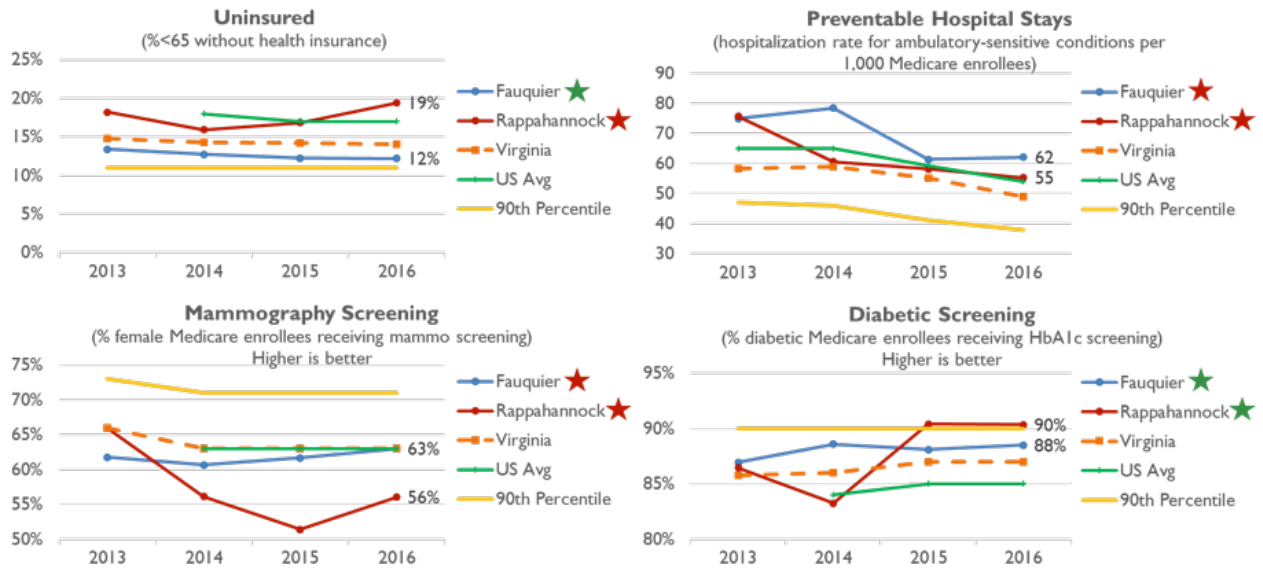 Uninsured
(%<65 without health insurance)
25%
20%
15%
10%
5%
0%
19%
12%
2013 2014 2015 2016
Fauquier
Rappahannock
Virginia
US Avg
90th Percentile
Preventable Hospital Stays
(hospitalization rate for ambulatory-sensitive conditions per
1,000 Medicare enrollees)
90
80
70
60
50
40
30
62
55
2013 2014 2015 2016
Fauquier
Rappahannock
Virginia
US Avg
90th Percentile
Mammography Screening
(% female Medicare enrollees receiving mammo screening)
Higher is better
75%
70%
65%
60%
55%
50%
63%
56%
2013 2014 2015 2016
Fauquier
Rappahannock
Virginia
US Avg
90th Percentile
Diabetic Screening
(% diabetic Medicare enrollees receiving HbA1c screening)
Higher is better
95%
90%
85%
80%
90%
88%
2013 2014 2015 2016
Fauquier
Rappahannock
Virginia
US Avg
90th Percentile